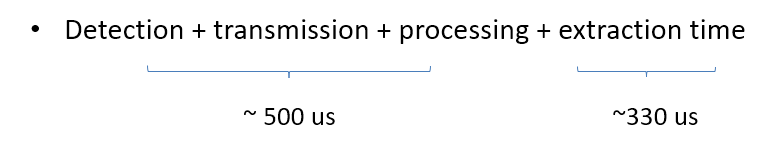 • Detection + transmission + processing + extraction time
~ 500 us ~330 us